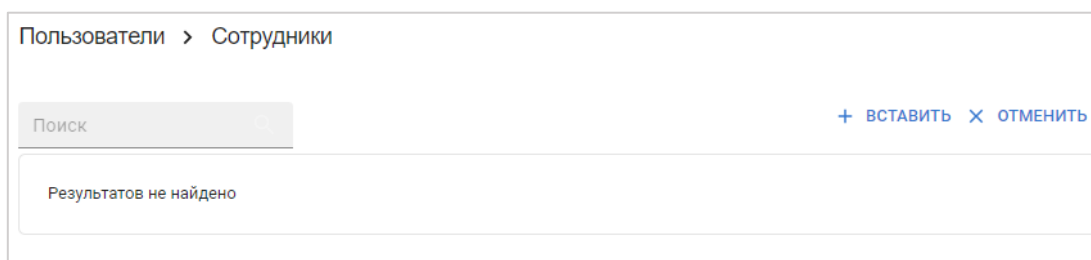 Пользователи > Сотрудники
Поиск
+ ВСТАВИТЬ × ОТМЕНИТЬ
Результатов не найдено